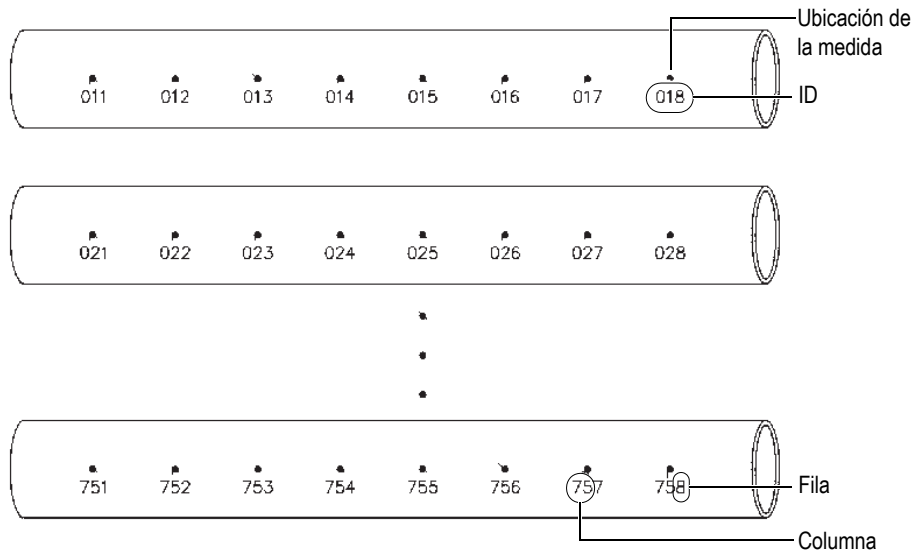 Ubicación de
la medida
011 012 013 014 015 016 017 018
ID
021 022 023 024 025 026 027 028
751 752 753 754 755 756 757 758
Fila
Columna